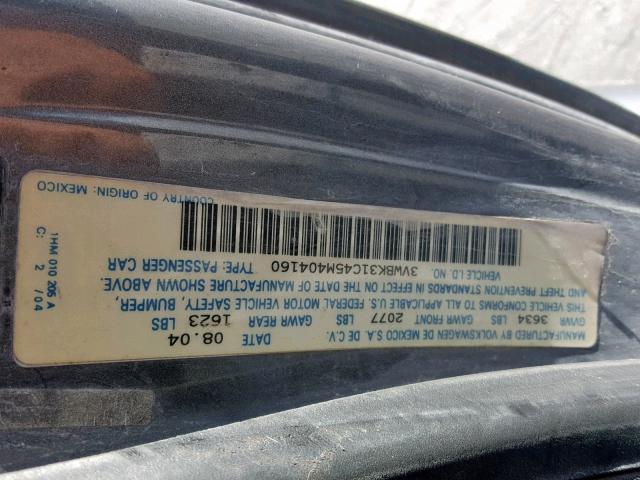 MANUFACTURED BY VOLKSWAGEN DE MEXICO S.A. DE C.V. DATE
GVWR 3634 LBS GAWR FRONT 2077 LBS GAWR REAR 1623 LBS 08.04
THIS VEHICLE CONFORMS TO ALL APPLICABLE U.S. FEDERAL MOTOR VEHICLE SAFETY, BUMPER,
AND THEFT PREVENTION STANDARDS IN EFFECT ON THE DATE OF MANUFACTURE SHOWN ABOVE.
VEHICLE I.D. NO. 3VWBK31C45M404160 TYPE: PASSENGER CAR
COUNTRY OF ORIGIN: MEXICO
1HM 010 205 A
C: 2 / 04